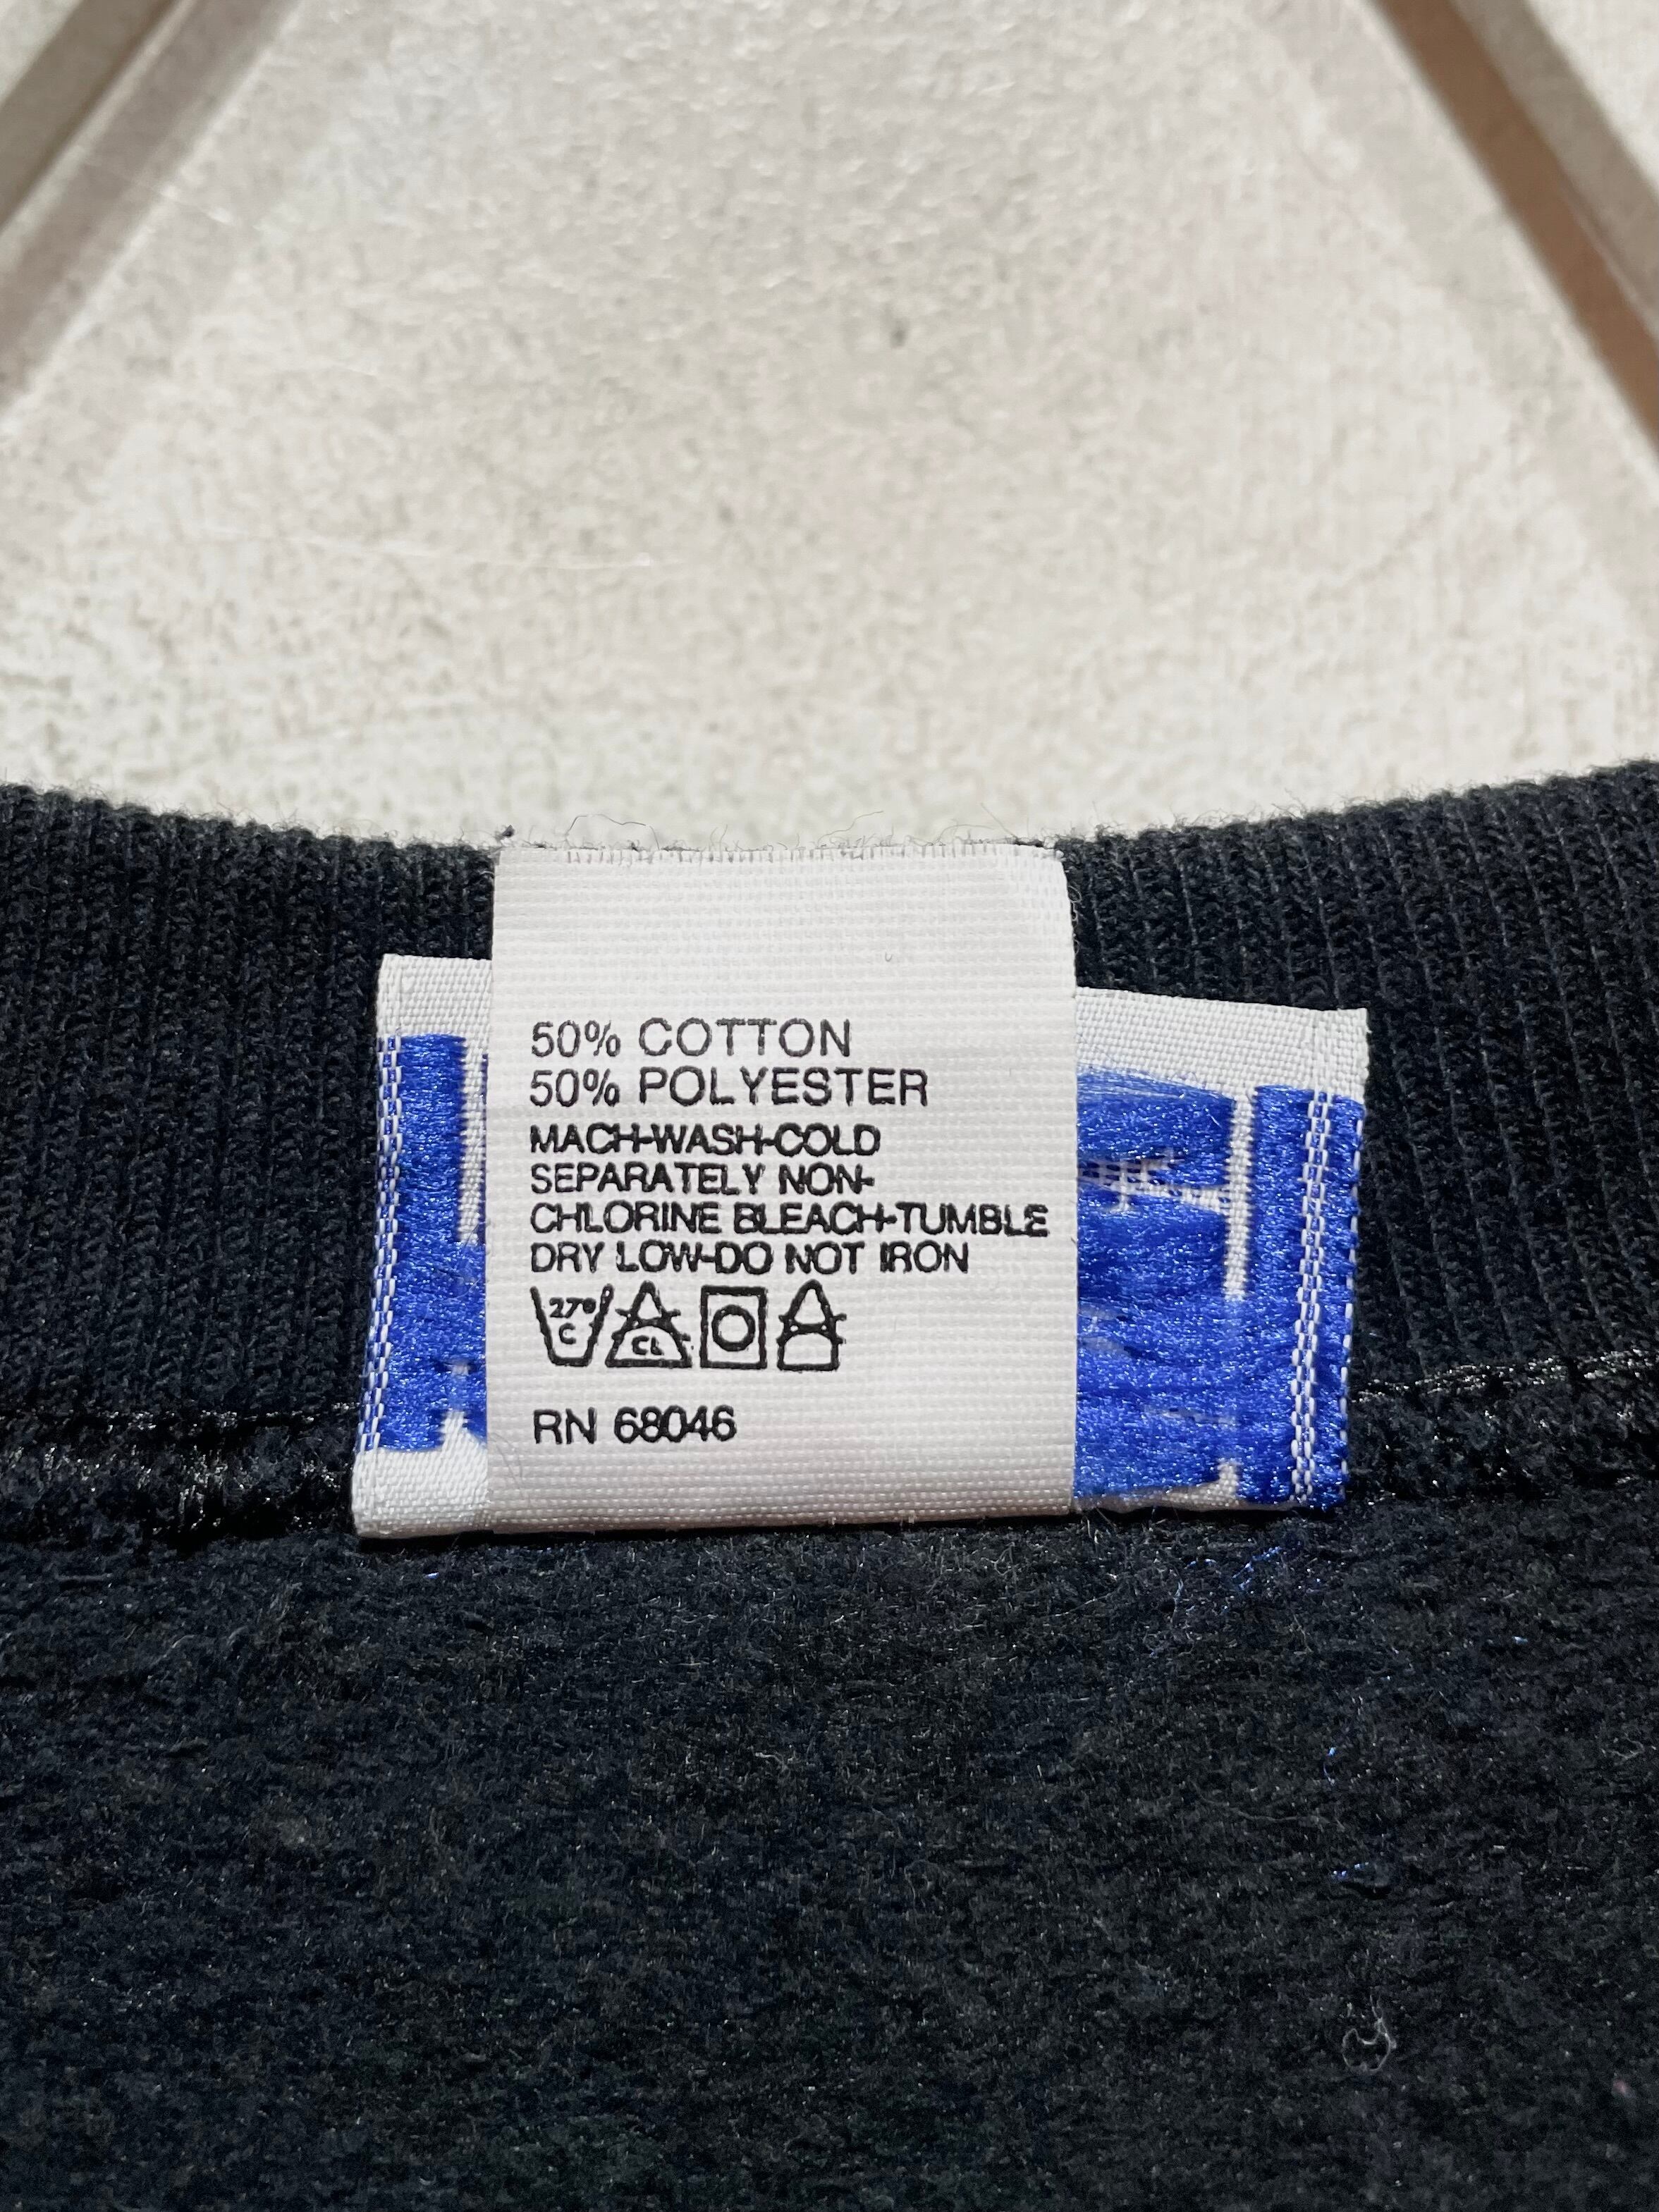 50% COTTON
50% POLYESTER
MACH-WASH-COLD
SEPARATELY NON-
CHLORINE BLEACH-TUMBLE
DRY LOW-DO NOT IRON
27° C CL
RN 68046